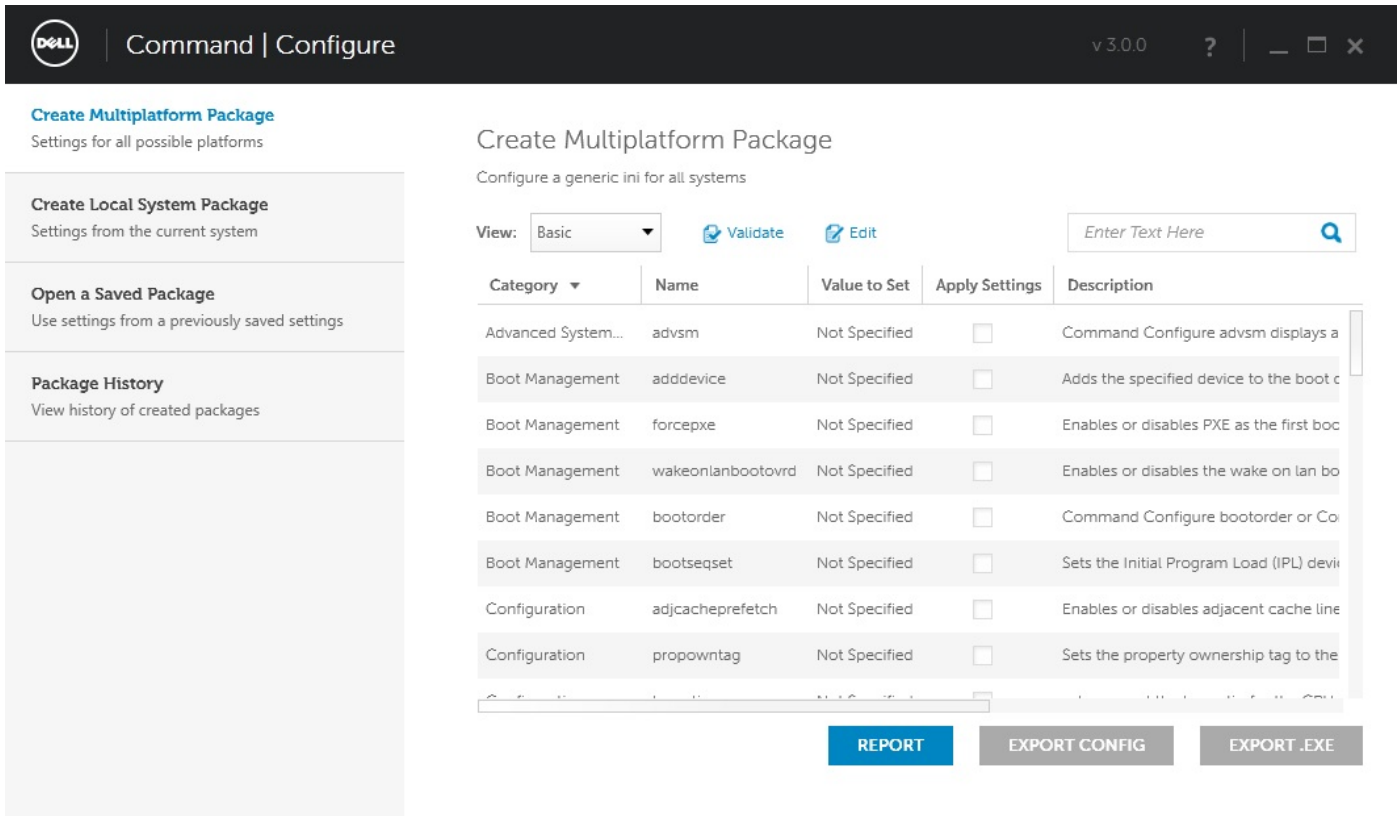 DELL
Command | Configure
v 3.0.0
?
Create Multiplatform Package
Settings for all possible platforms
Create Local System Package
Settings from the current system
Open a Saved Package
Use settings from a previously saved settings
Package History
View history of created packages
Create Multiplatform Package
Configure a generic ini for all systems
View: Basic Validate Edit Enter Text Here
Category Name Value to Set Apply Settings Description
Advanced System... advsm Not Specified Command Configure advsm displays a
Boot Management adddevice Not Specified Adds the specified device to the boot
Boot Management forcepxe Not Specified Enables or disables PXE as the first
Boot Management wakeonlanbootovrd Not Specified Enables or disables the wake on lan bo
Boot Management bootorder Not Specified Command Configure bootorder or
Boot Management bootseqset Not Specified Sets the Initial Program Load (IPL)
Configuration adjcacheprefetch Not Specified Enables or disables adjacent cache line
Configuration propowntag Not Specified Sets the property ownership tag to the
REPORT EXPORT CONFIG EXPORT .EXE